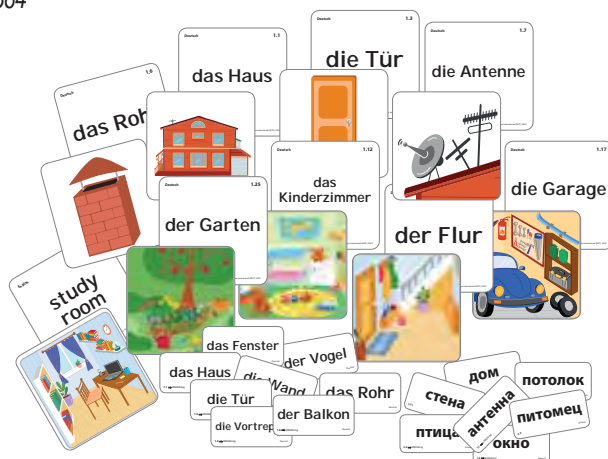 004
Deutsch 1.1
das Haus
Deutsch 1.3
die Tür
Deutsch 1.7
die Antenne
Deutsch 1.6
das Roh
Deutsch 1.12
das
Kinderzimmer
Deutsch 1.17
die Garage
Deutsch 1.25
der Garten
der Flur
study
room
das Fenster
der Vogel
das Haus
die Wand
das Rohr
die Tür
der Balkon
die Vortrep
дом
потолок
стена
антенна
питомец
птица
окно